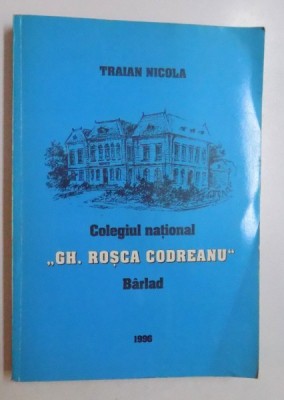 TRAIAN NICOLA
Colegiul național
„GH. ROȘCA CODREANU“
Bârlad
1996